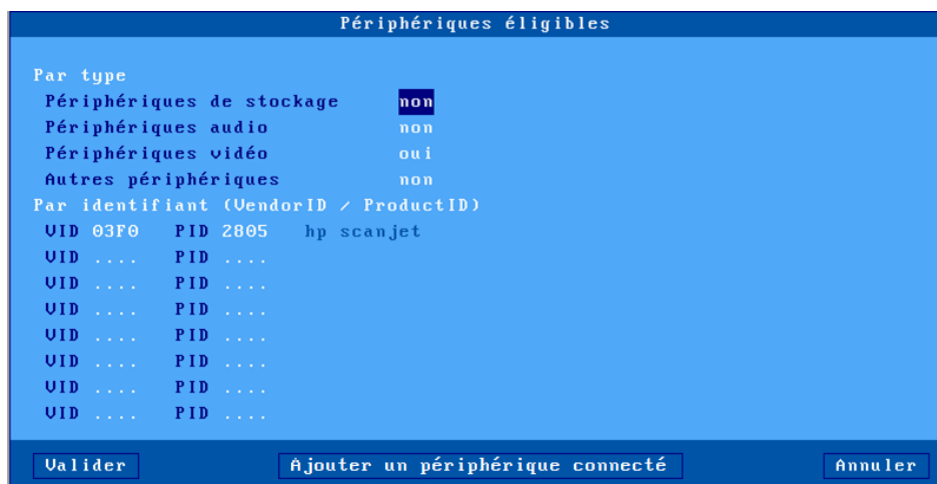 Périphériques éligibles
Par type
Périphériques de stockage non
Périphériques audio non
Périphériques vidéo oui
Autres périphériques non
Par identifiant (VendorID / ProductID)
VID 03F0 PID 2805 hp scanjet
VID .... PID ....
VID .... PID ....
VID .... PID ....
VID .... PID ....
VID .... PID ....
VID .... PID ....
VID .... PID ....
Valider Ajouter un périphérique connecté Annuler